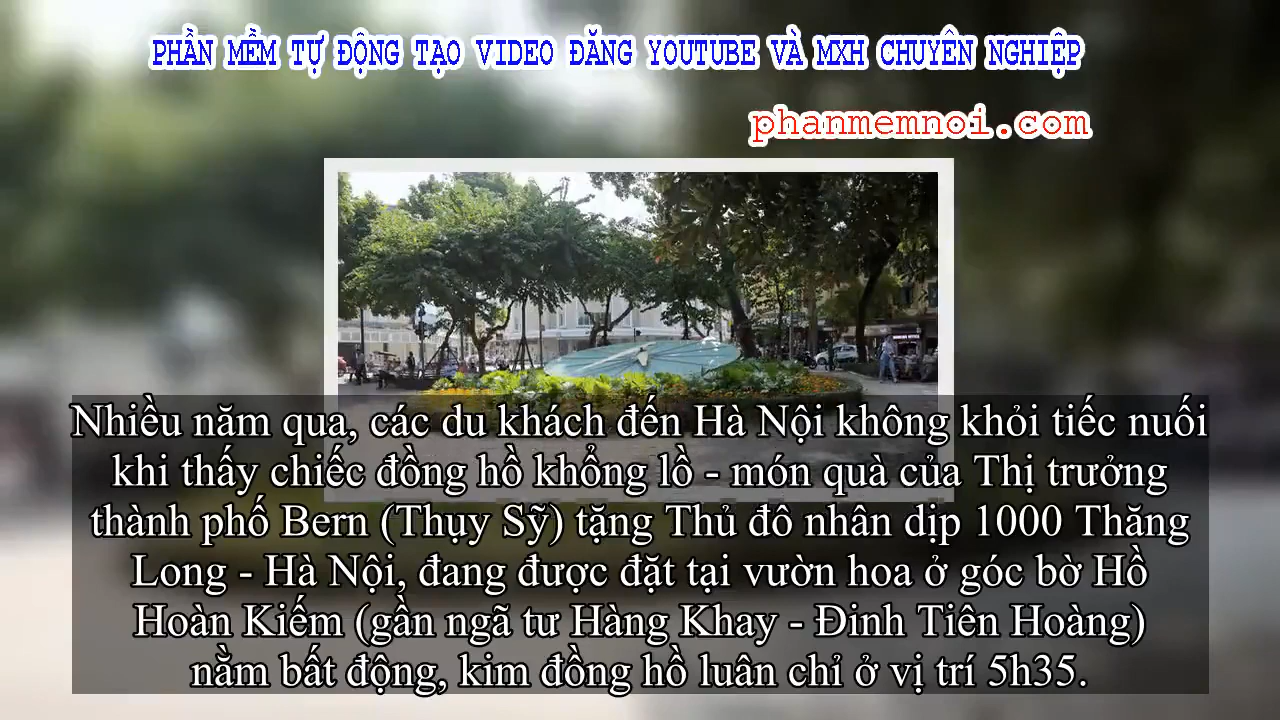 PHẦN MỀM TỰ ĐỘNG TẠO VIDEO ĐĂNG YOUTUBE VÀ MXH CHUYÊN NGHIỆP
phanmemnoi.com
Nhiều năm qua, các du khách đến Hà Nội không khỏi tiếc nuối
khi thấy chiếc đồng hồ khổng lồ - món quà của Thị trưởng
thành phố Bern (Thụy Sỹ) tặng Thủ đô nhân dịp 1000 Thăng
Long - Hà Nội, đang được đặt tại vườn hoa ở góc bờ Hồ
Hoàn Kiếm (gần ngã tư Hàng Khay - Đinh Tiên Hoàng)
nằm bất động, kim đồng hồ luân chỉ ở vị trí 5h35.